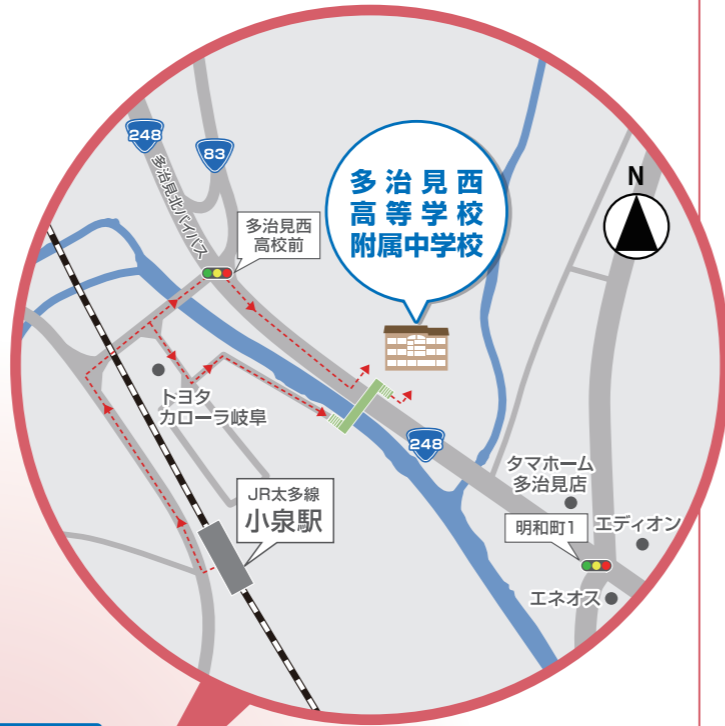 248
83
多治見北バイパス
多治見西
高校前
多治見西
高等学校
附属中学校
N
トヨタ
カローラ岐阜
248
タマホーム
多治見店
JR太多線
小泉駅
明和町1
エディオン
エネオス